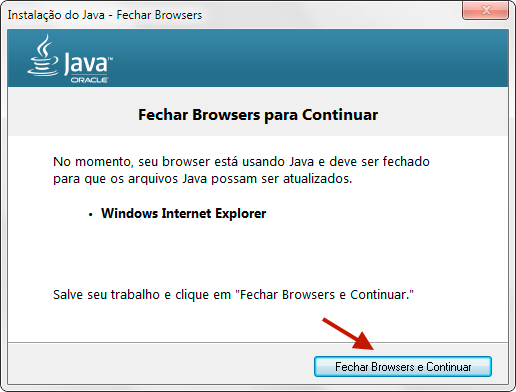 Instalação do Java - Fechar Browsers
Java™
ORACLE
Fechar Browsers para Continuar
No momento, seu browser está usando Java e deve ser fechado
para que os arquivos Java possam ser atualizados.
• Windows Internet Explorer
Salve seu trabalho e clique em "Fechar Browsers e Continuar."
Fechar Browsers e Continuar